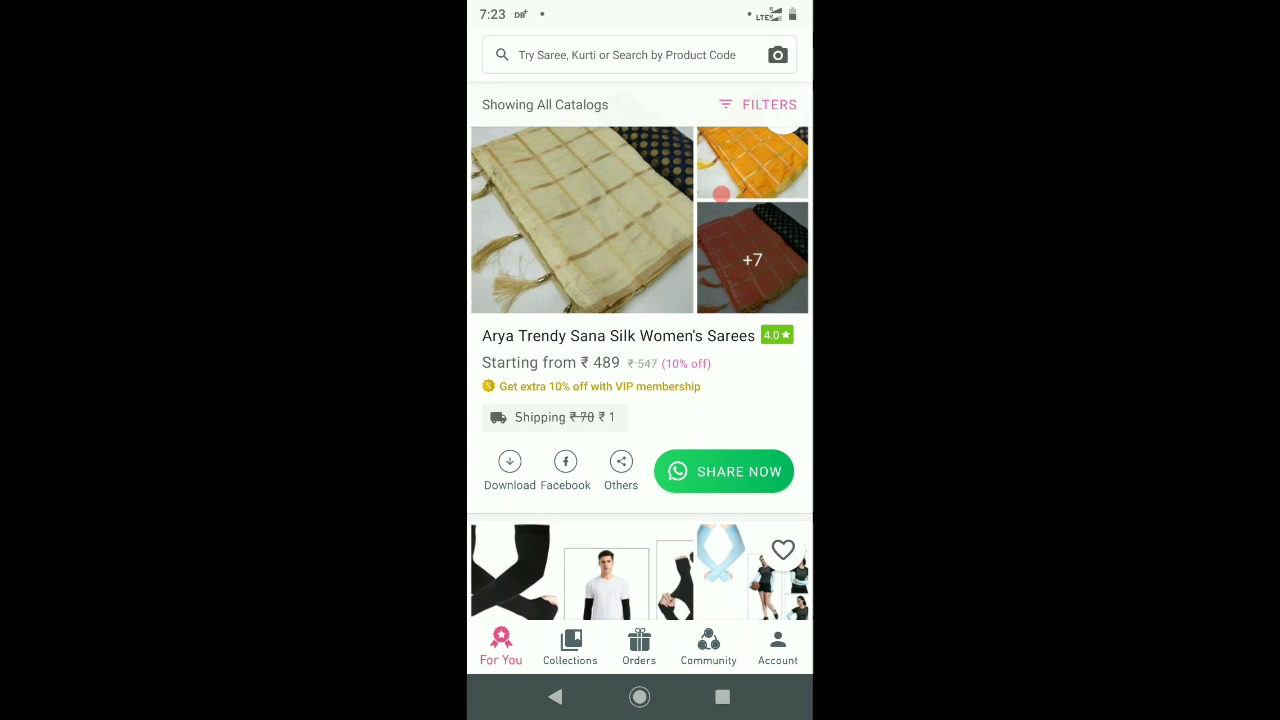 7:23 DB+ LTE
Try Saree, Kurti or Search by Product Code
Showing All Catalogs FILTERS
+7
Arya Trendy Sana Silk Women's Sarees 4.0★
Starting from ₹ 489 ₹ 547 (10% off)
Get extra 10% off with VIP membership
Shipping ₹ 70 ₹ 1
Download Facebook Others SHARE NOW
For You Collections Orders Community Account